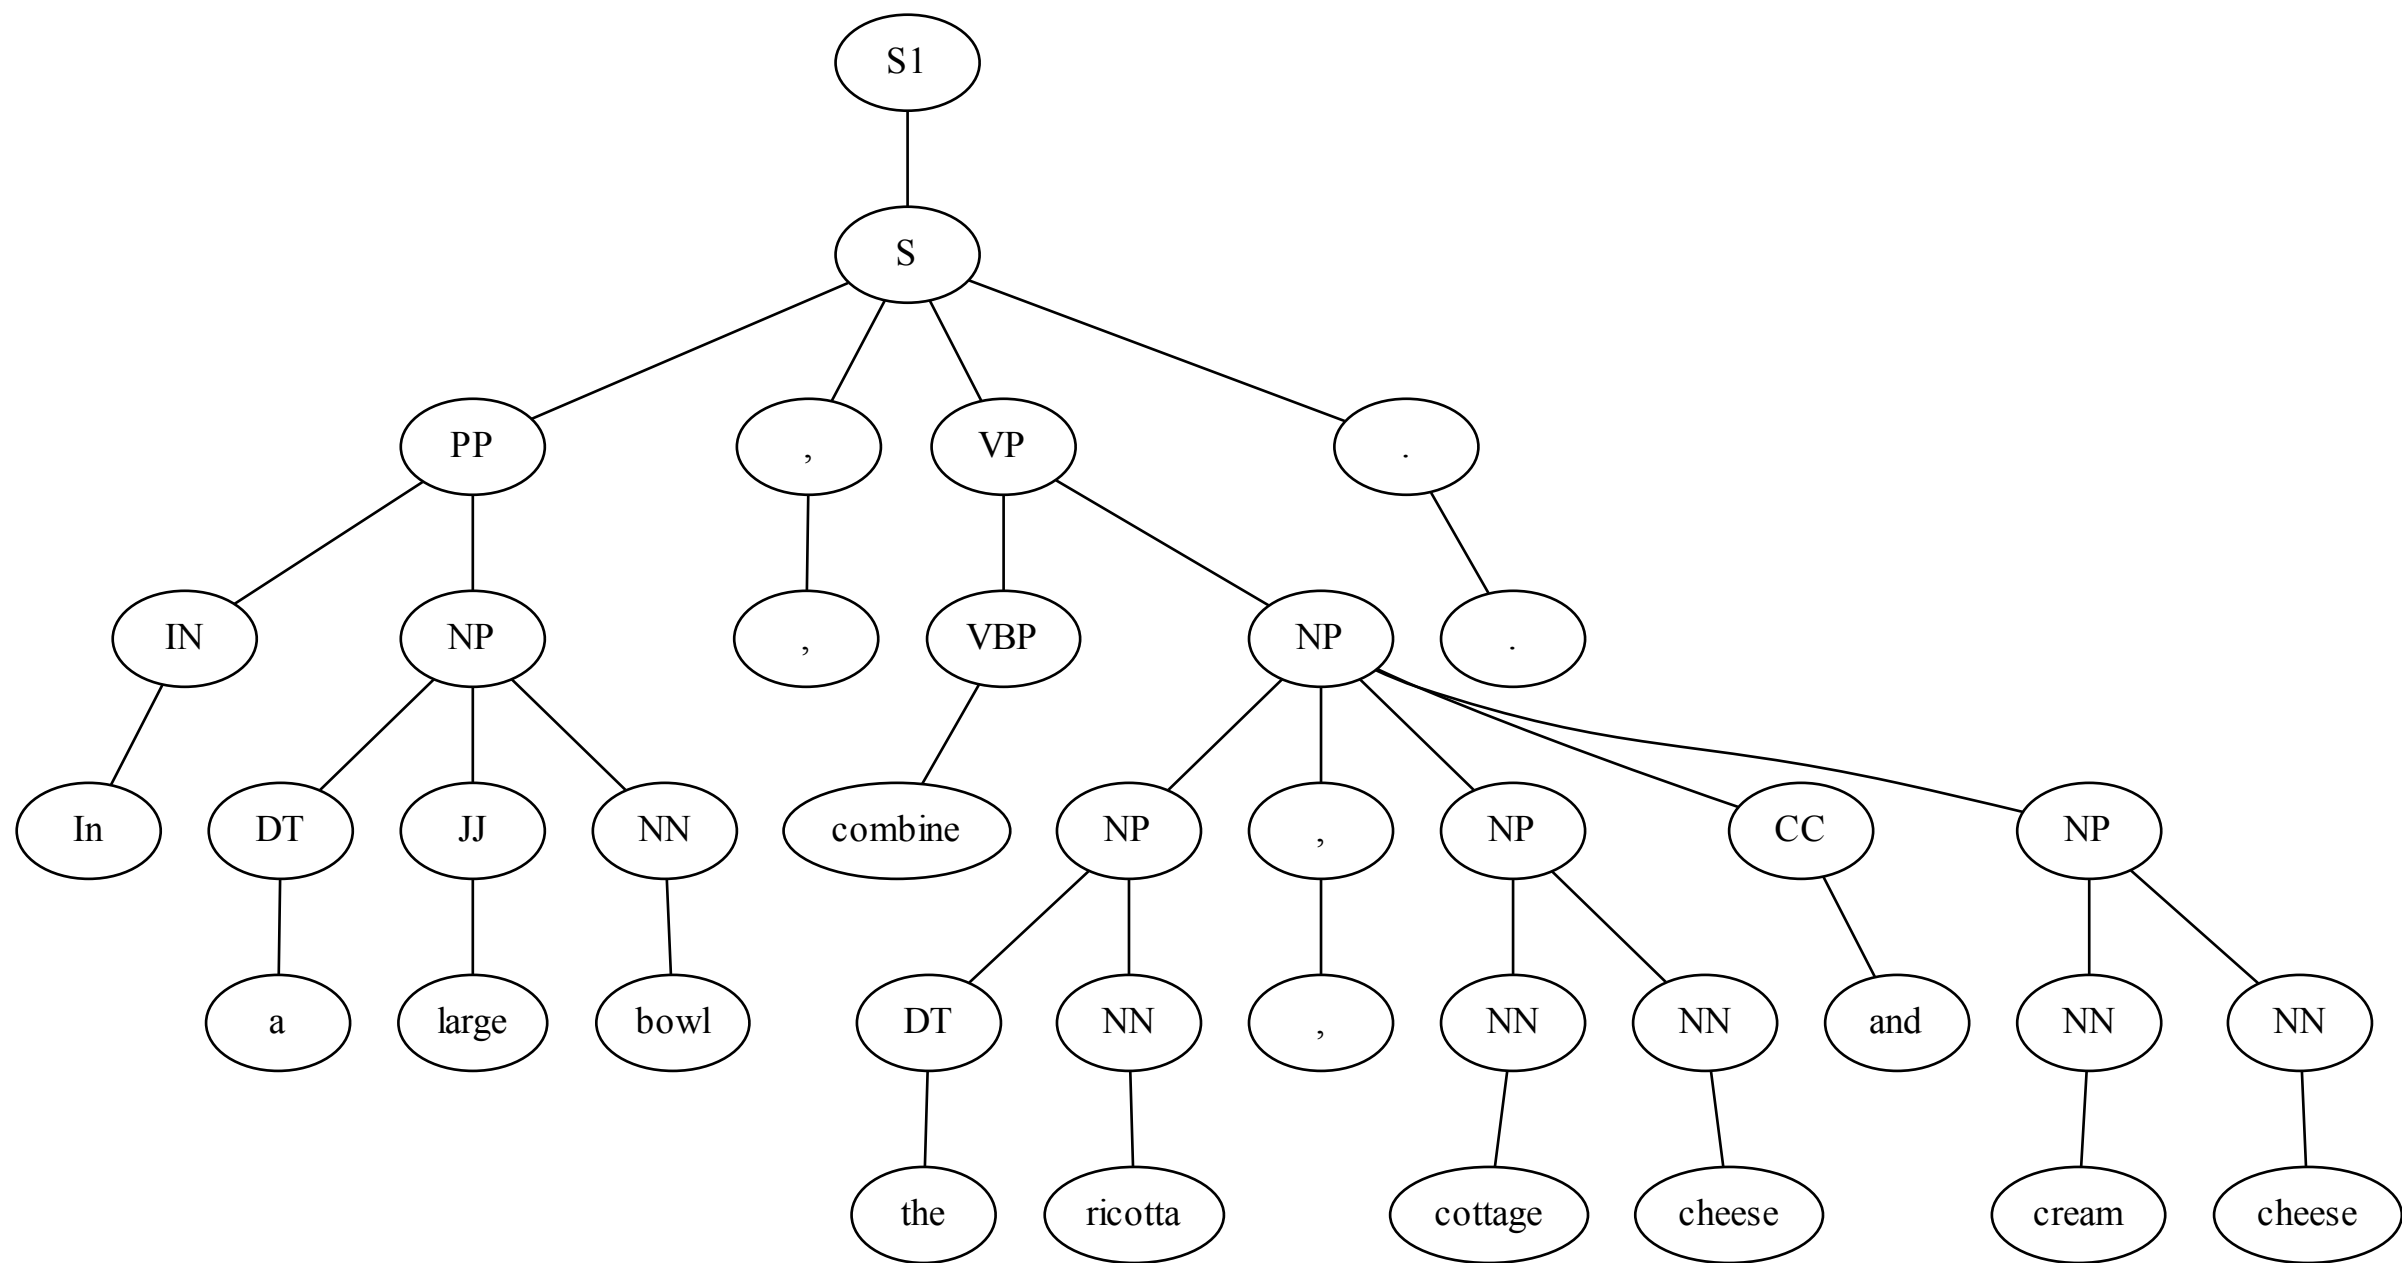 S1
S
PP , VP .
IN NP , VBP NP .
In DT JJ NN combine NP , NP CC NP
a large bowl DT NN , NN NN and NN NN
the ricotta cottage cheese cream cheese